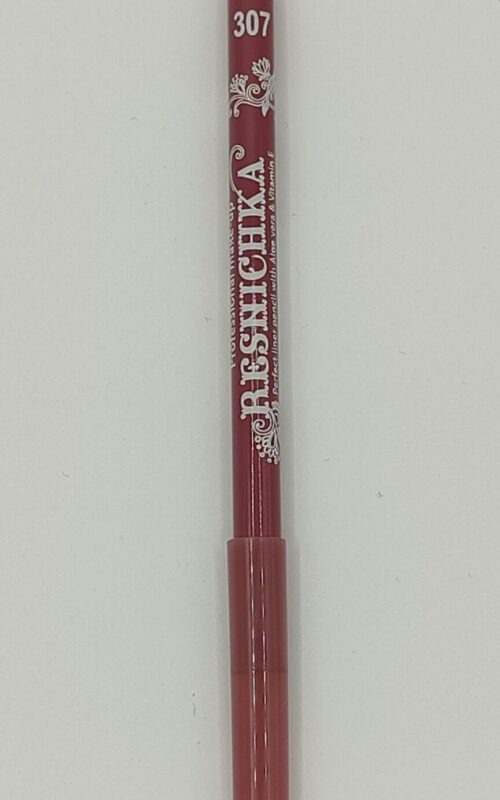 307
Professional make-up
RESNICHKA
Perfect liner pencil with Aloe vera & Vitamin E